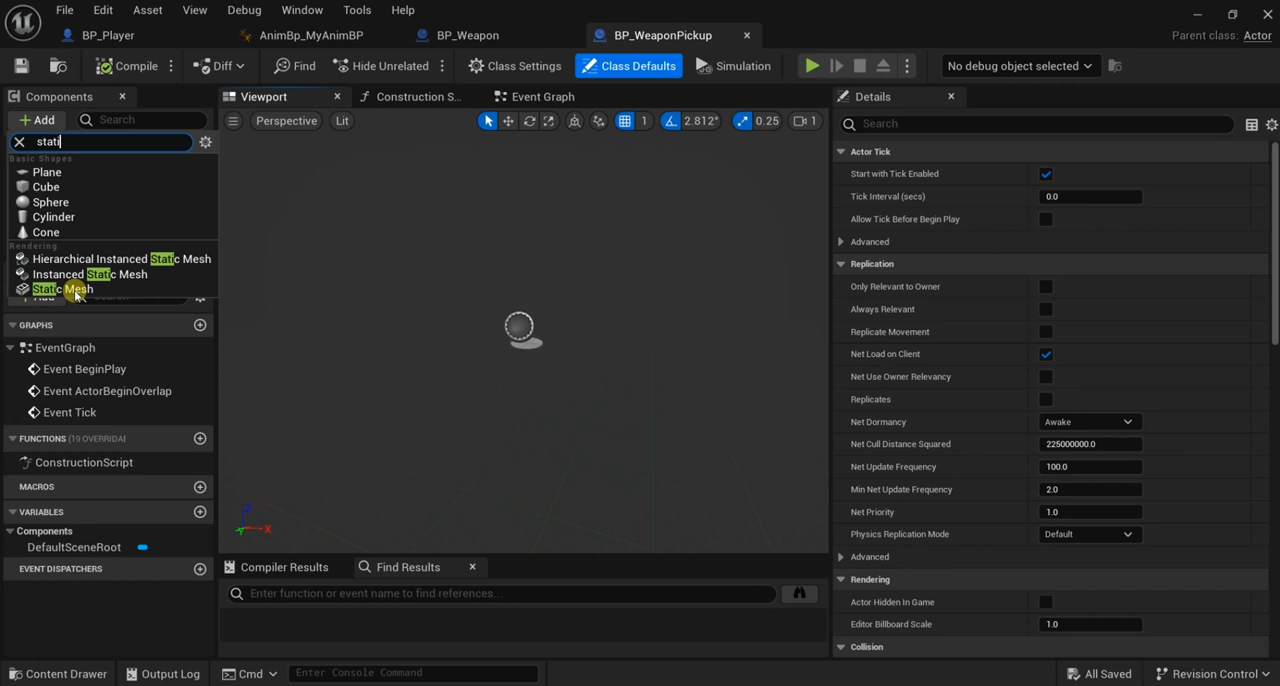 File Edit Asset View Debug Window Tools Help
BP_Player AnimBp_MyAnimBP BP_Weapon BP_WeaponPickup Parent class: Actor
Compile Diff Find Hide Unrelated Class Settings Class Defaults Simulation No debug object selected
Components Viewport Construction S... Event Graph Details
Add Search Perspective Lit 1 2.812° 0.25 1 Search
stati
Basic Shapes
Plane
Cube
Sphere
Cylinder
Cone
Rendering
Hierarchical Instanced Static Mesh
Instanced Static Mesh
Static Mesh
GRAPHS
EventGraph
Event BeginPlay
Event ActorBeginOverlap
Event Tick
FUNCTIONS (19 OVERRIDAI
ConstructionScript
MACROS
VARIABLES
Components
DefaultSceneRoot
EVENT DISPATCHERS
Z
Y X
Compiler Results Find Results
Enter function or event name to find references...
Actor Tick
Start with Tick Enabled
Tick Interval (secs) 0.0
Allow Tick Before Begin Play
Advanced
Replication
Only Relevant to Owner
Always Relevant
Replicate Movement
Net Load on Client
Net Use Owner Relevancy
Replicates
Net Dormancy Awake
Net Cull Distance Squared 225000000.0
Net Update Frequency 100.0
Min Net Update Frequency 2.0
Net Priority 1.0
Physics Replication Mode Default
Advanced
Rendering
Actor Hidden In Game
Editor Billboard Scale 1.0
Collision
Content Drawer Output Log Cmd Enter Console Command All Saved Revision Control